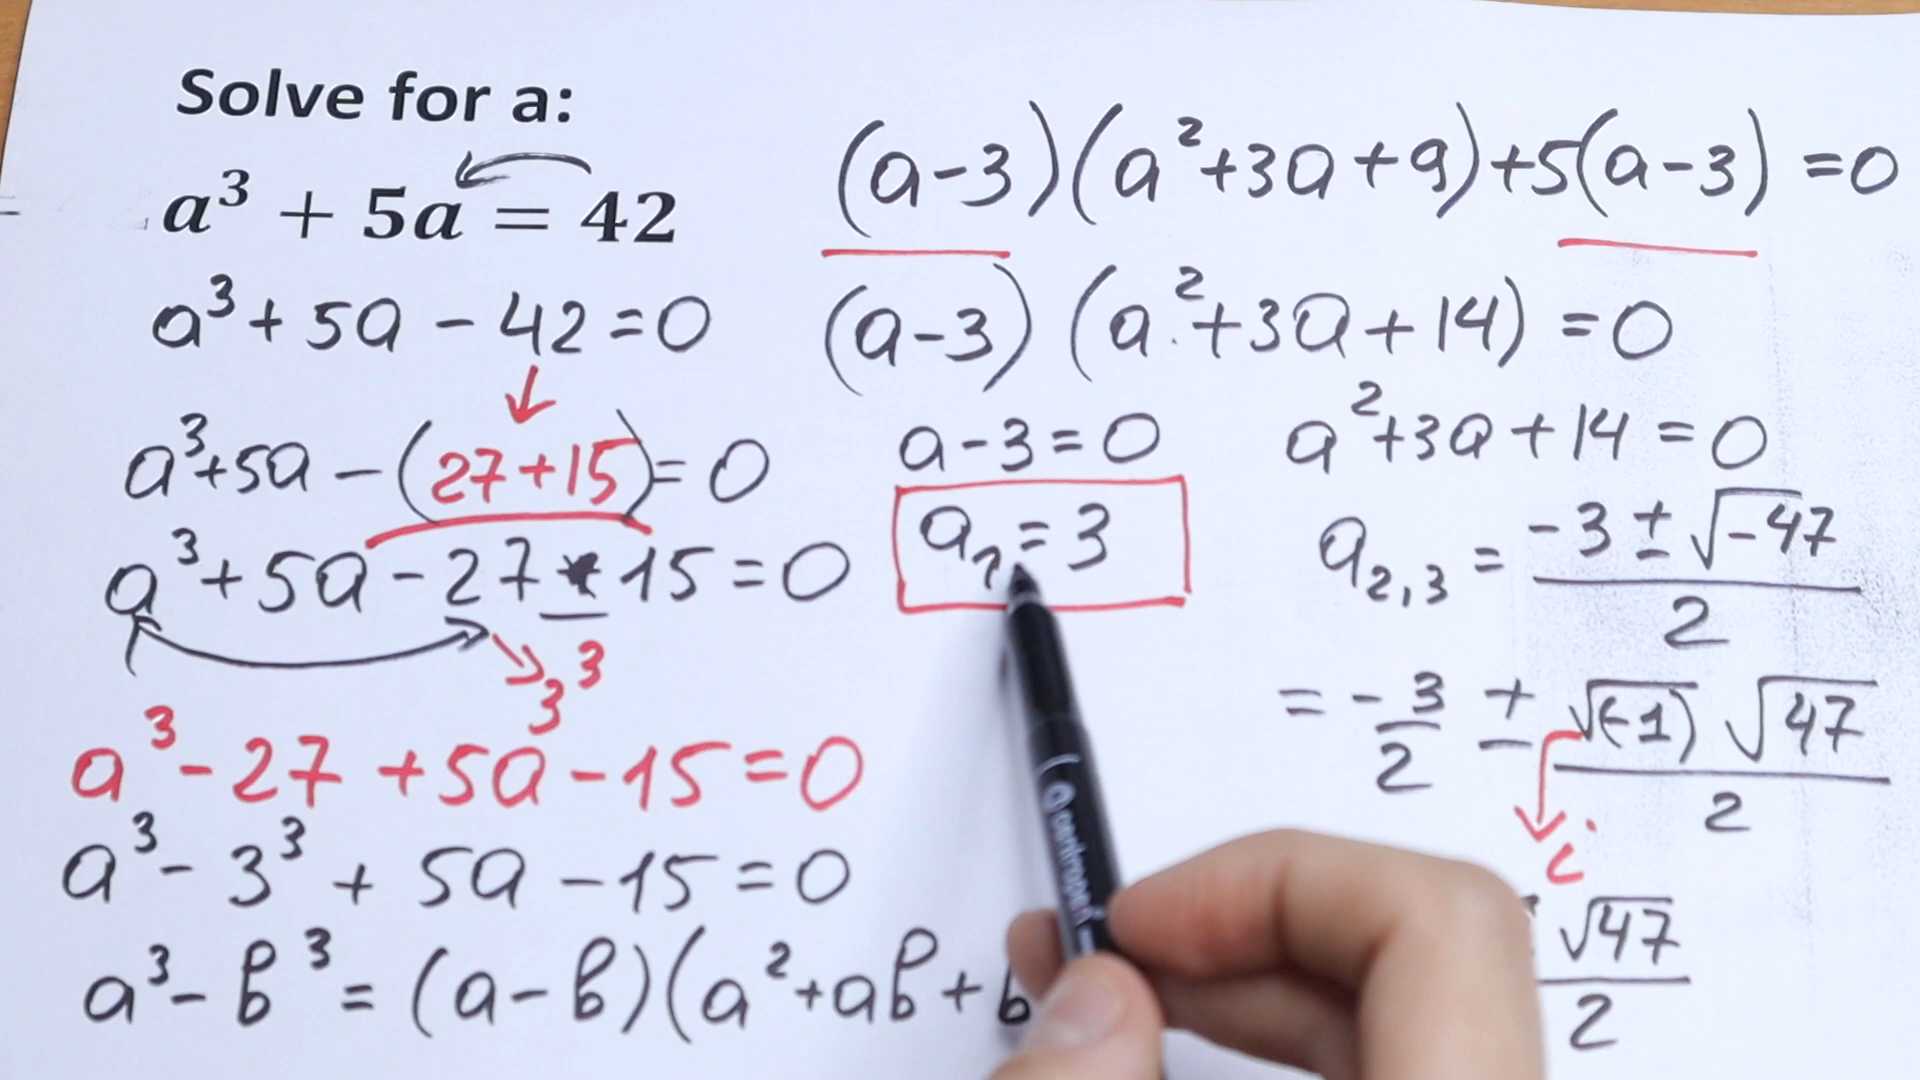 Solve for a:
a³ + 5a = 42
a³ + 5a - 42 = 0
a³ + 5a - (27 + 15) = 0
a³ + 5a - 27 - 15 = 0
3³
a³ - 27 + 5a - 15 = 0
a³ - 3³ + 5a - 15 = 0
a³ - b³ = (a - b)(a² + ab + b
(a - 3)(a² + 3a + 9) + 5(a - 3) = 0
(a - 3)(a² + 3a + 14) = 0
a - 3 = 0
a₁ = 3
a² + 3a + 14 = 0
a₂,₃ = (-3 ± √-47)/2
= -3/2 ± √(-1) √47/2
i
√47/2
centropen